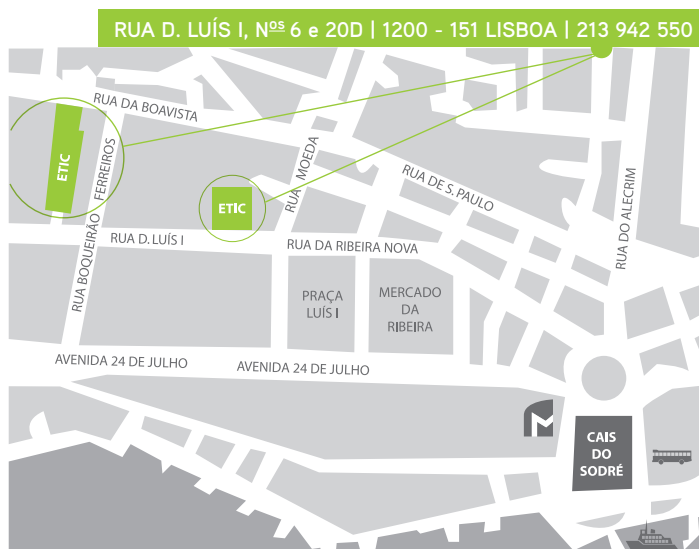 RUA D. LUÍS I, Nºˢ 6 e 20D | 1200 - 151 LISBOA | 213 942 550
RUA DA BOAVISTA
ETIC
RUA BOQUEIRÃO FERREIROS
RUA MOEDA
RUA DE S. PAULO
RUA DO ALECRIM
ETIC
RUA D. LUÍS I
RUA DA RIBEIRA NOVA
PRAÇA
LUÍS I
MERCADO
DA
RIBEIRA
AVENIDA 24 DE JULHO
AVENIDA 24 DE JULHO
M
CAIS
DO
SODRÉ